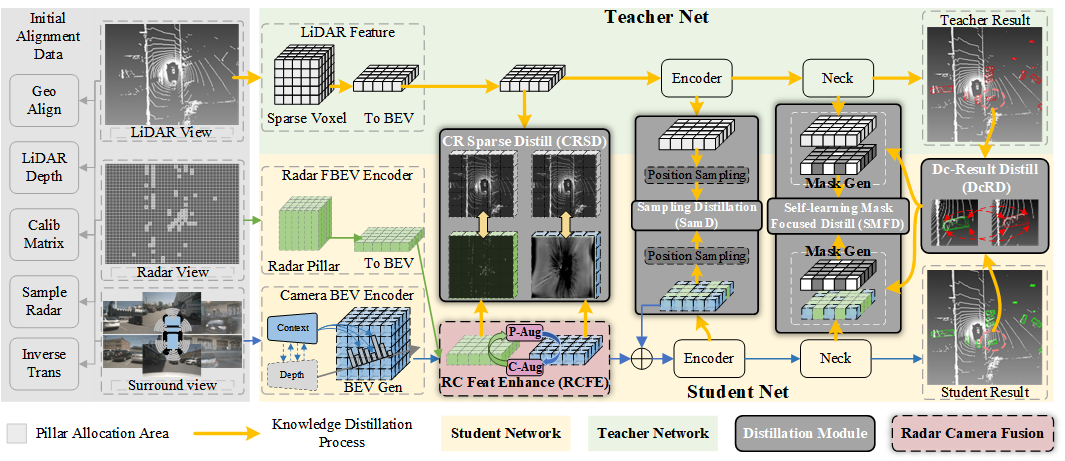 Initial
Alignment
Data
Geo
Align
LiDAR
Depth
Calib
Matrix
Sample
Radar
Inverse
Trans
LiDAR View
Radar View
Surround view
Teacher Net
LiDAR Feature
Sparse Voxel
To BEV
Encoder
Neck
Teacher Result
CR Sparse Distill (CRSD)
Position Sampling
Sampling Distillation
(SamD)
Position Sampling
Mask Gen
Self-learning Mask
Focused Distill (SMFD)
Mask Gen
Dc-Result Distill
(DcRD)
Radar FBEV Encoder
Radar Pillar
To BEV
Camera BEV Encoder
Context
Depth
BEV Gen
P-Aug
C-Aug
RC Feat Enhance (RCFE)
Encoder
Neck
Student Net
Student Result
Pillar Allocation Area
Knowledge Distillation
Process
Student Network
Teacher Network
Distillation Module
Radar Camera Fusion